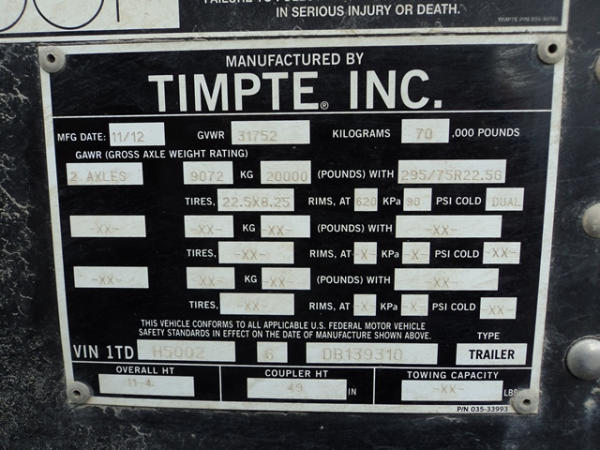 IN SERIOUS INJURY OR DEATH.
MANUFACTURED BY
TIMPTE® INC.
MFG DATE: 11/12 GVWR 31752 KILOGRAMS 70 ,000 POUNDS
GAWR (GROSS AXLE WEIGHT RATING)
2 AXLES 9072 KG 20000 (POUNDS) WITH 295/75R22.5G
TIRES, 22.5X8.25 RIMS, AT 620 KPa 90 PSI COLD DUAL
-XX- -XX- KG -XX- (POUNDS) WITH -XX-
TIRES, -XX- RIMS, AT -X- KPa -X- PSI COLD -XX-
-XX- -XX- KG -XX- (POUNDS) WITH -XX-
TIRES, -XX- RIMS, AT -X- KPa -X- PSI COLD -XX-
THIS VEHICLE CONFORMS TO ALL APPLICABLE U.S. FEDERAL MOTOR VEHICLE
SAFETY STANDARDS IN EFFECT ON THE DATE OF MANUFACTURE SHOWN ABOVE.
TYPE
VIN 1TD H5002 6 DB139310 TRAILER
OVERALL HT COUPLER HT TOWING CAPACITY
11-4 49 IN -XX- LBS
P/N 035-33993